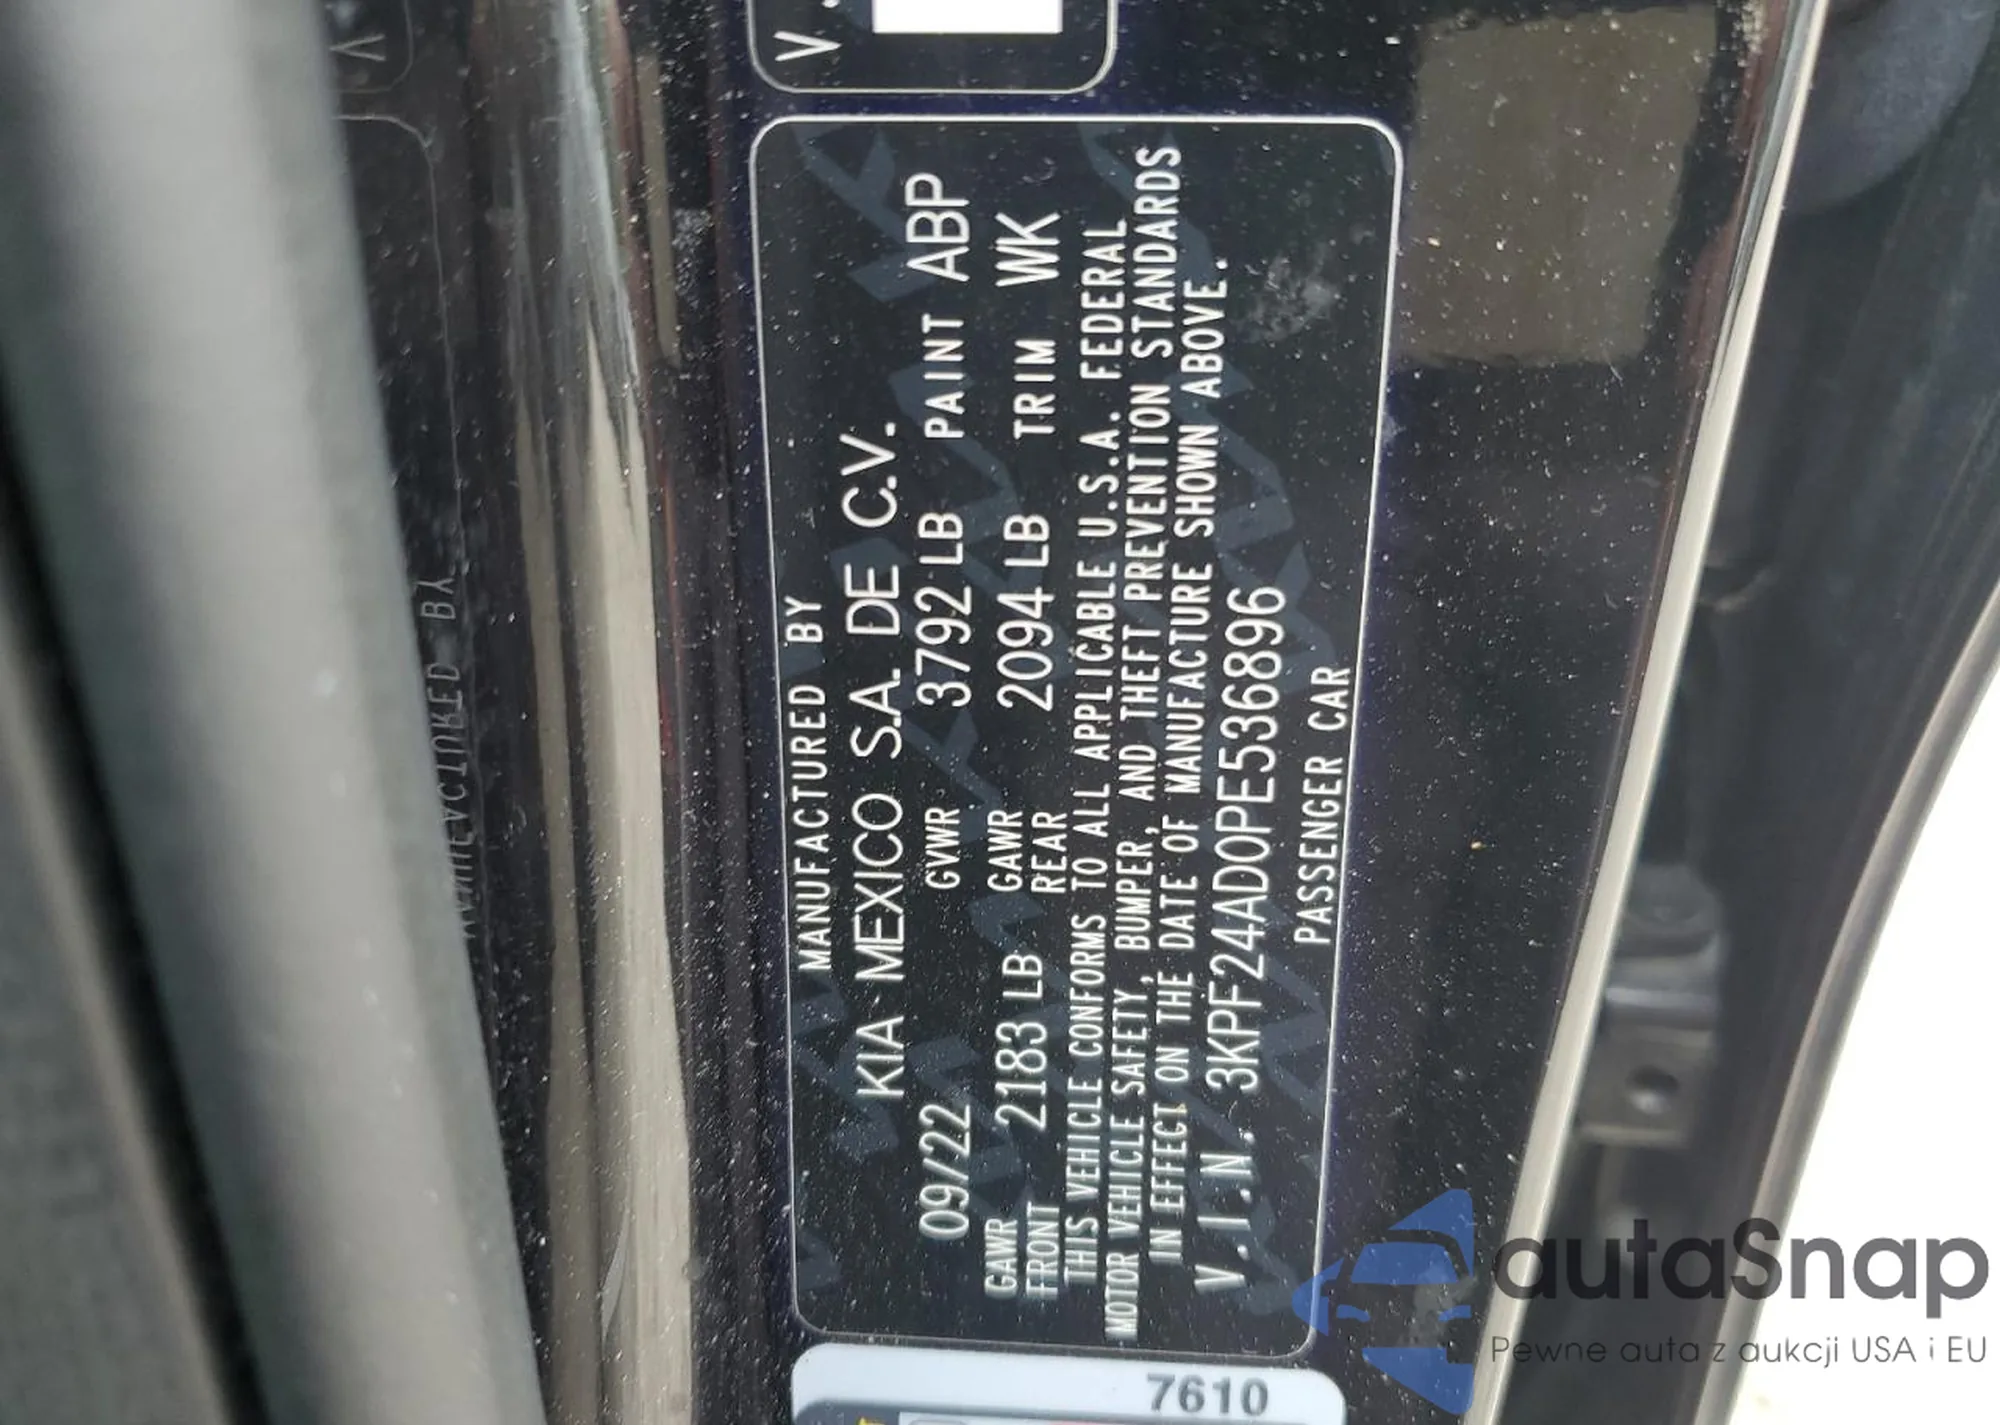 MANUFACTURED BY
KIA MEXICO S.A. DE C.V.
09/22 GVWR 3792 LB PAINT ABP
GAWR FRONT 2183 LB GAWR REAR 2094 LB TRIM WK
THIS VEHICLE CONFORMS TO ALL APPLICABLE U.S.A. FEDERAL
MOTOR VEHICLE SAFETY, BUMPER, AND THEFT PREVENTION STANDARDS
IN EFFECT ON THE DATE OF MANUFACTURE SHOWN ABOVE.
V.I.N. 3KPF24AD0PE536896
PASSENGER CAR
7610
autaSnap
Pewne auta z aukcji USA i EU